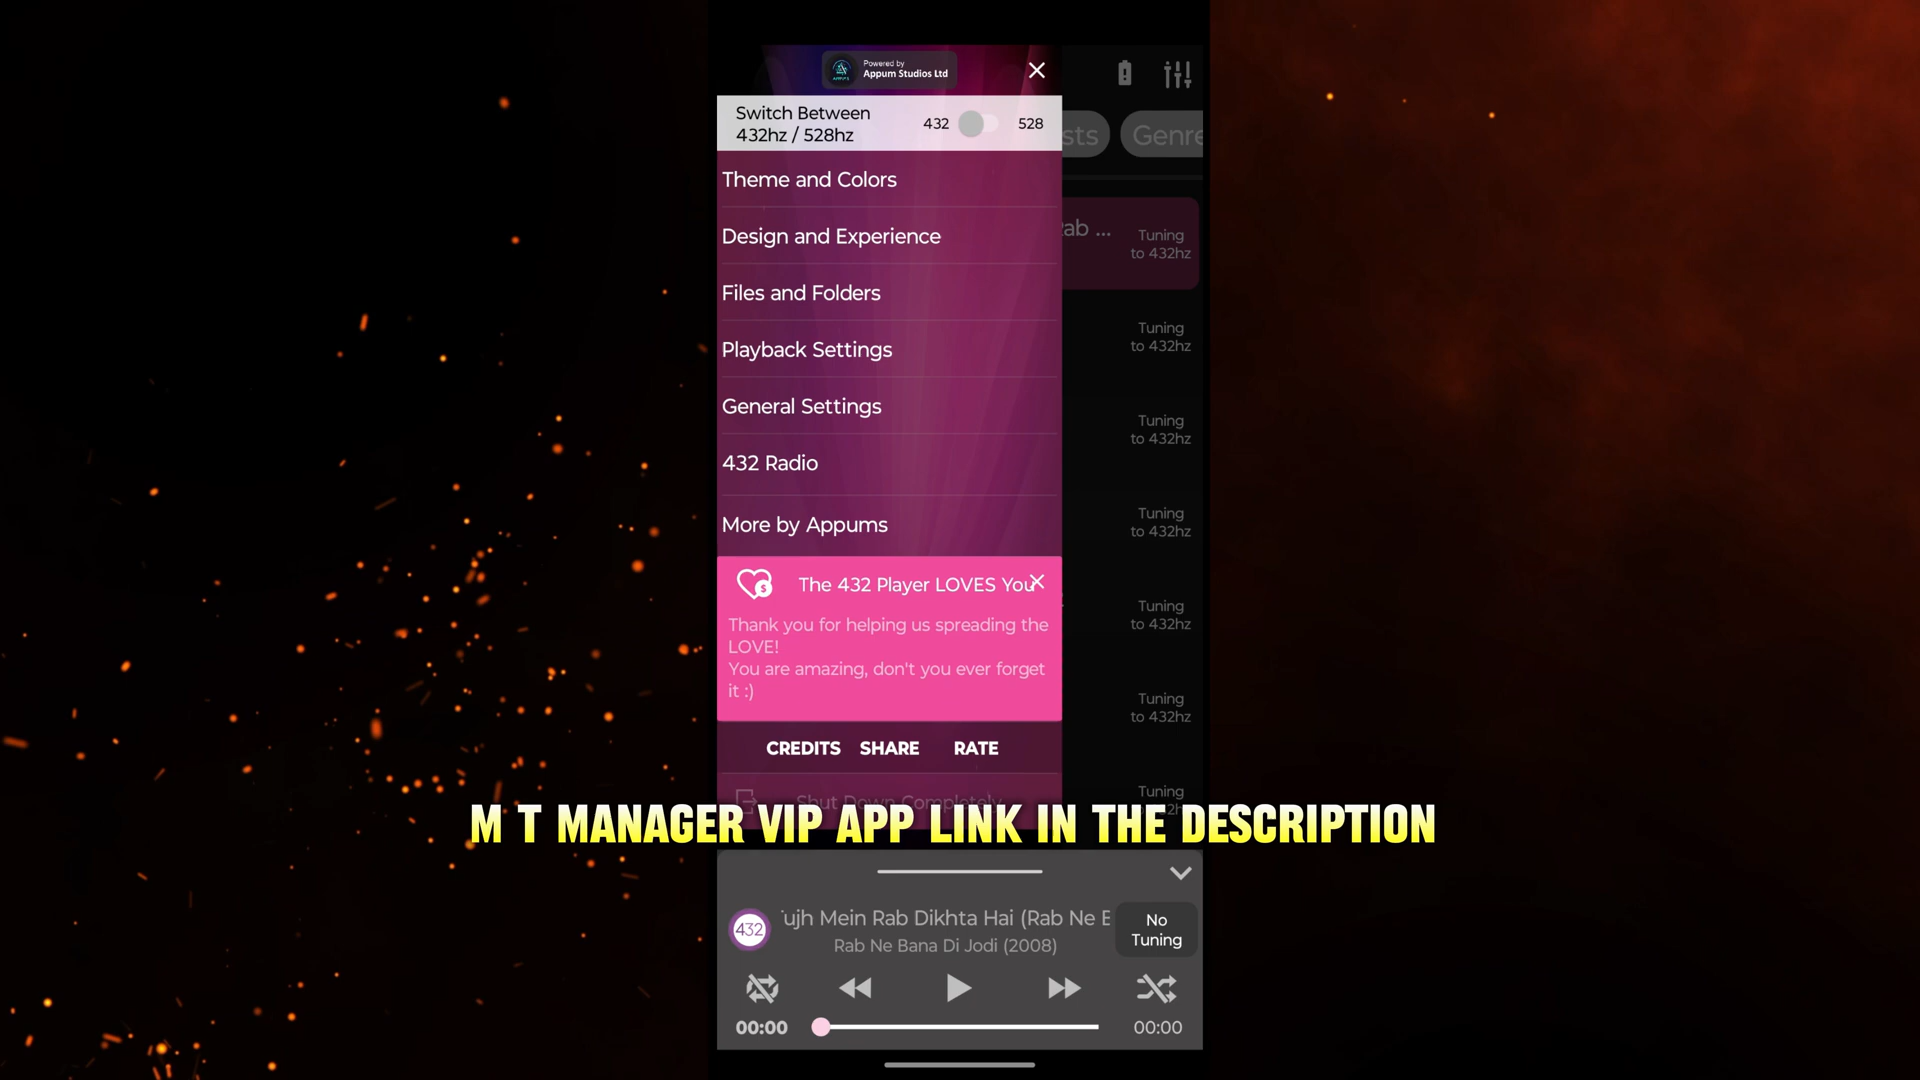 Powered by
Appum Studios Ltd
Switch Between
432hz / 528hz
432
528
Theme and Colors
Design and Experience
Files and Folders
Playback Settings
General Settings
432 Radio
More by Appums
The 432 Player LOVES You
Thank you for helping us spreading the
LOVE!
You are amazing, don't you ever forget
it :)
CREDITS SHARE RATE
Shut Down Completely
sts
Genre
Rab ...
Tuning
to 432hz
Tuning
to 432hz
Tuning
to 432hz
Tuning
to 432hz
Tuning
to 432hz
Tuning
to 432hz
Tuning
M T MANAGER VIP APP LINK IN THE DESCRIPTION
432
ujh Mein Rab Dikhta Hai (Rab Ne B
Rab Ne Bana Di Jodi (2008)
No
Tuning
00:00
00:00